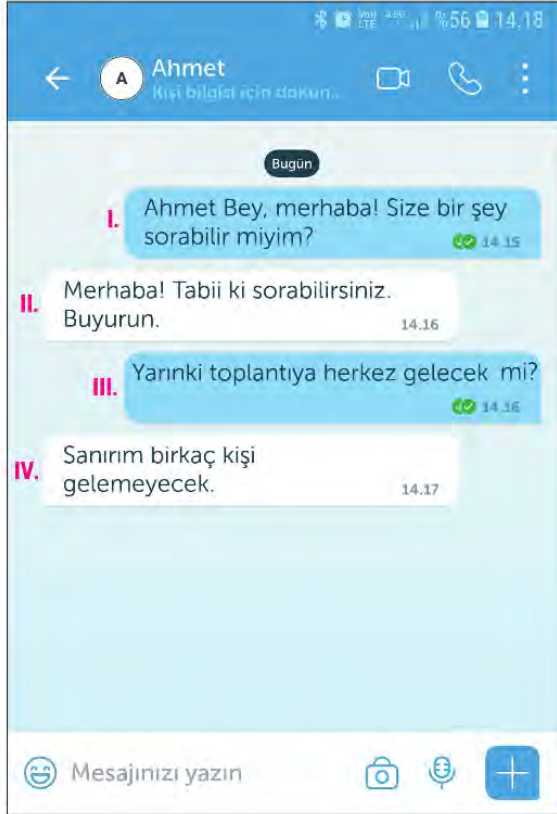 %56 14.18
Ahmet
A
Kişi bilgisi için dokun...
Bugün
I.
Ahmet Bey, merhaba! Size bir şey
sorabilir miyim?
14.15
II.
Merhaba! Tabii ki sorabilirsiniz.
Buyurun.
14.16
III.
Yarınki toplantıya herkez gelecek mi?
14.16
IV.
Sanırım birkaç kişi
gelemeyecek.
14.17
Mesajınızı yazın